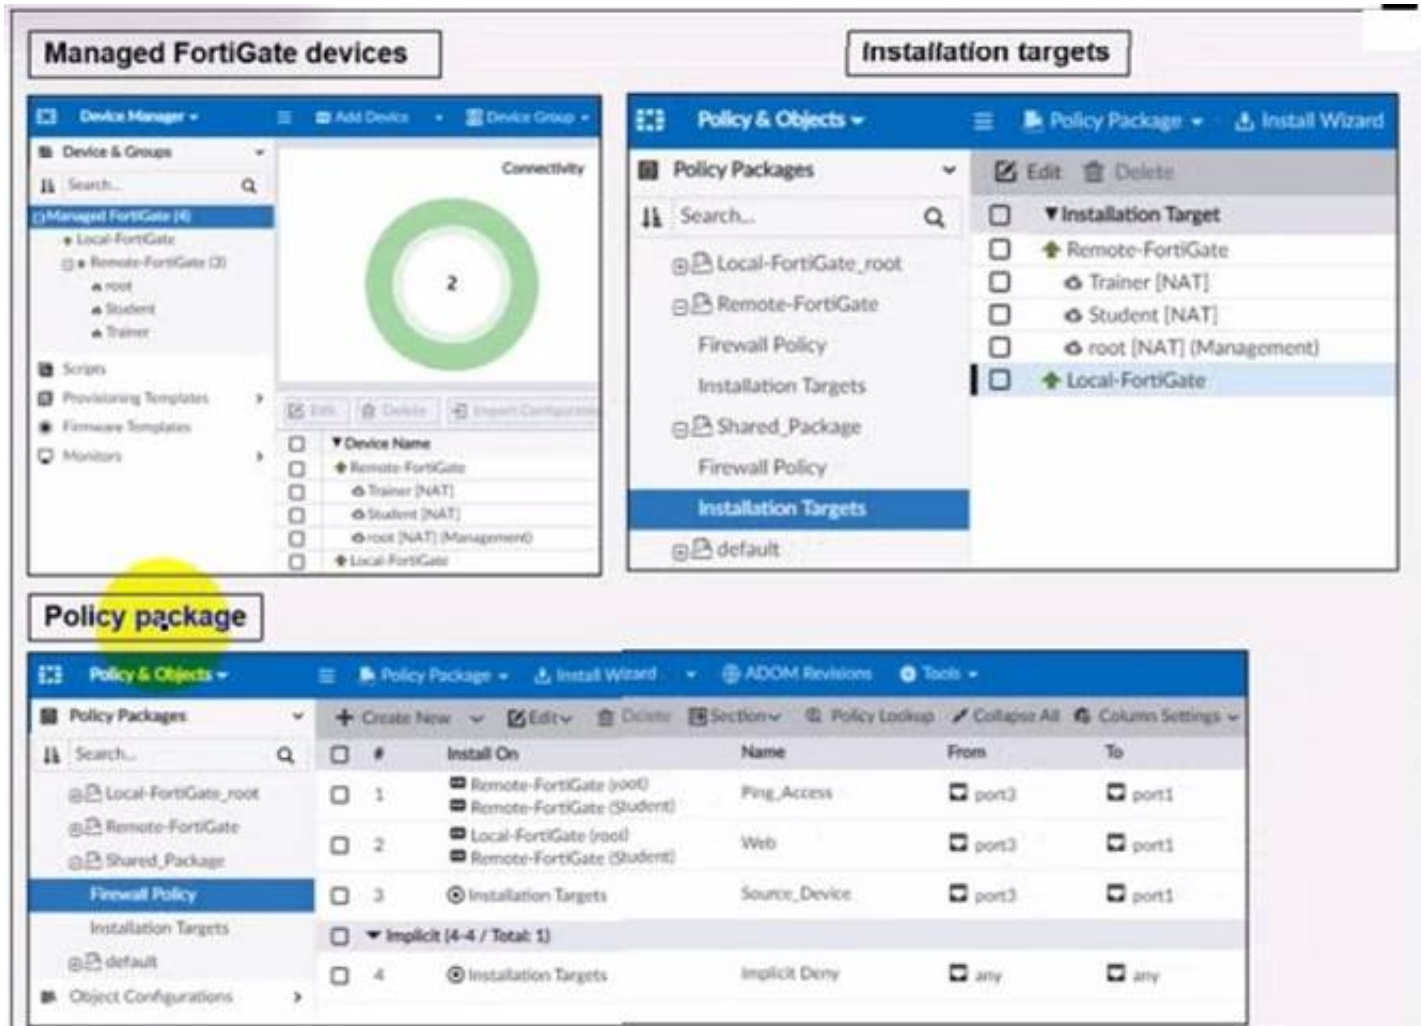 Managed FortiGate devices
Installation targets
Device Manager
Add Device
Device Group
Device & Groups
Search...
Managed FortiGate (4)
Local-FortiGate
Remote-FortiGate (3)
root
Student
Trainer
Scripts
Provisioning Templates
Firmware Templates
Monitors
Connectivity
2
Edit
Delete
Import Configuration
Device Name
Remote-FortiGate
Trainer [NAT]
Student [NAT]
root [NAT] (Management)
Local-FortiGate
Policy & Objects
Policy Package
Install Wizard
Policy Packages
Search...
Local-FortiGate_root
Remote-FortiGate
Firewall Policy
Installation Targets
Shared_Package
Firewall Policy
Installation Targets
default
Edit
Delete
Installation Target
Remote-FortiGate
Trainer [NAT]
Student [NAT]
root [NAT] (Management)
Local-FortiGate
Policy package
Policy & Objects
Policy Package
Install Wizard
ADOM Revisions
Tools
Policy Packages
Search...
Local-FortiGate_root
Remote-FortiGate
Shared_Package
Firewall Policy
Installation Targets
default
Object Configurations
Create New
Edit
Delete
Section
Policy Lookup
Collapse All
Column Settings
# Install On Name From To
1 Remote-FortiGate (root) Ping_Access port3 port1
Remote-FortiGate (Student)
2 Local-FortiGate (root) Web port3 port1
Remote-FortiGate (Student)
3 Installation Targets Source_Device port3 port1
Implicit (4-4 / Total: 1)
4 Installation Targets Implicit Deny any any